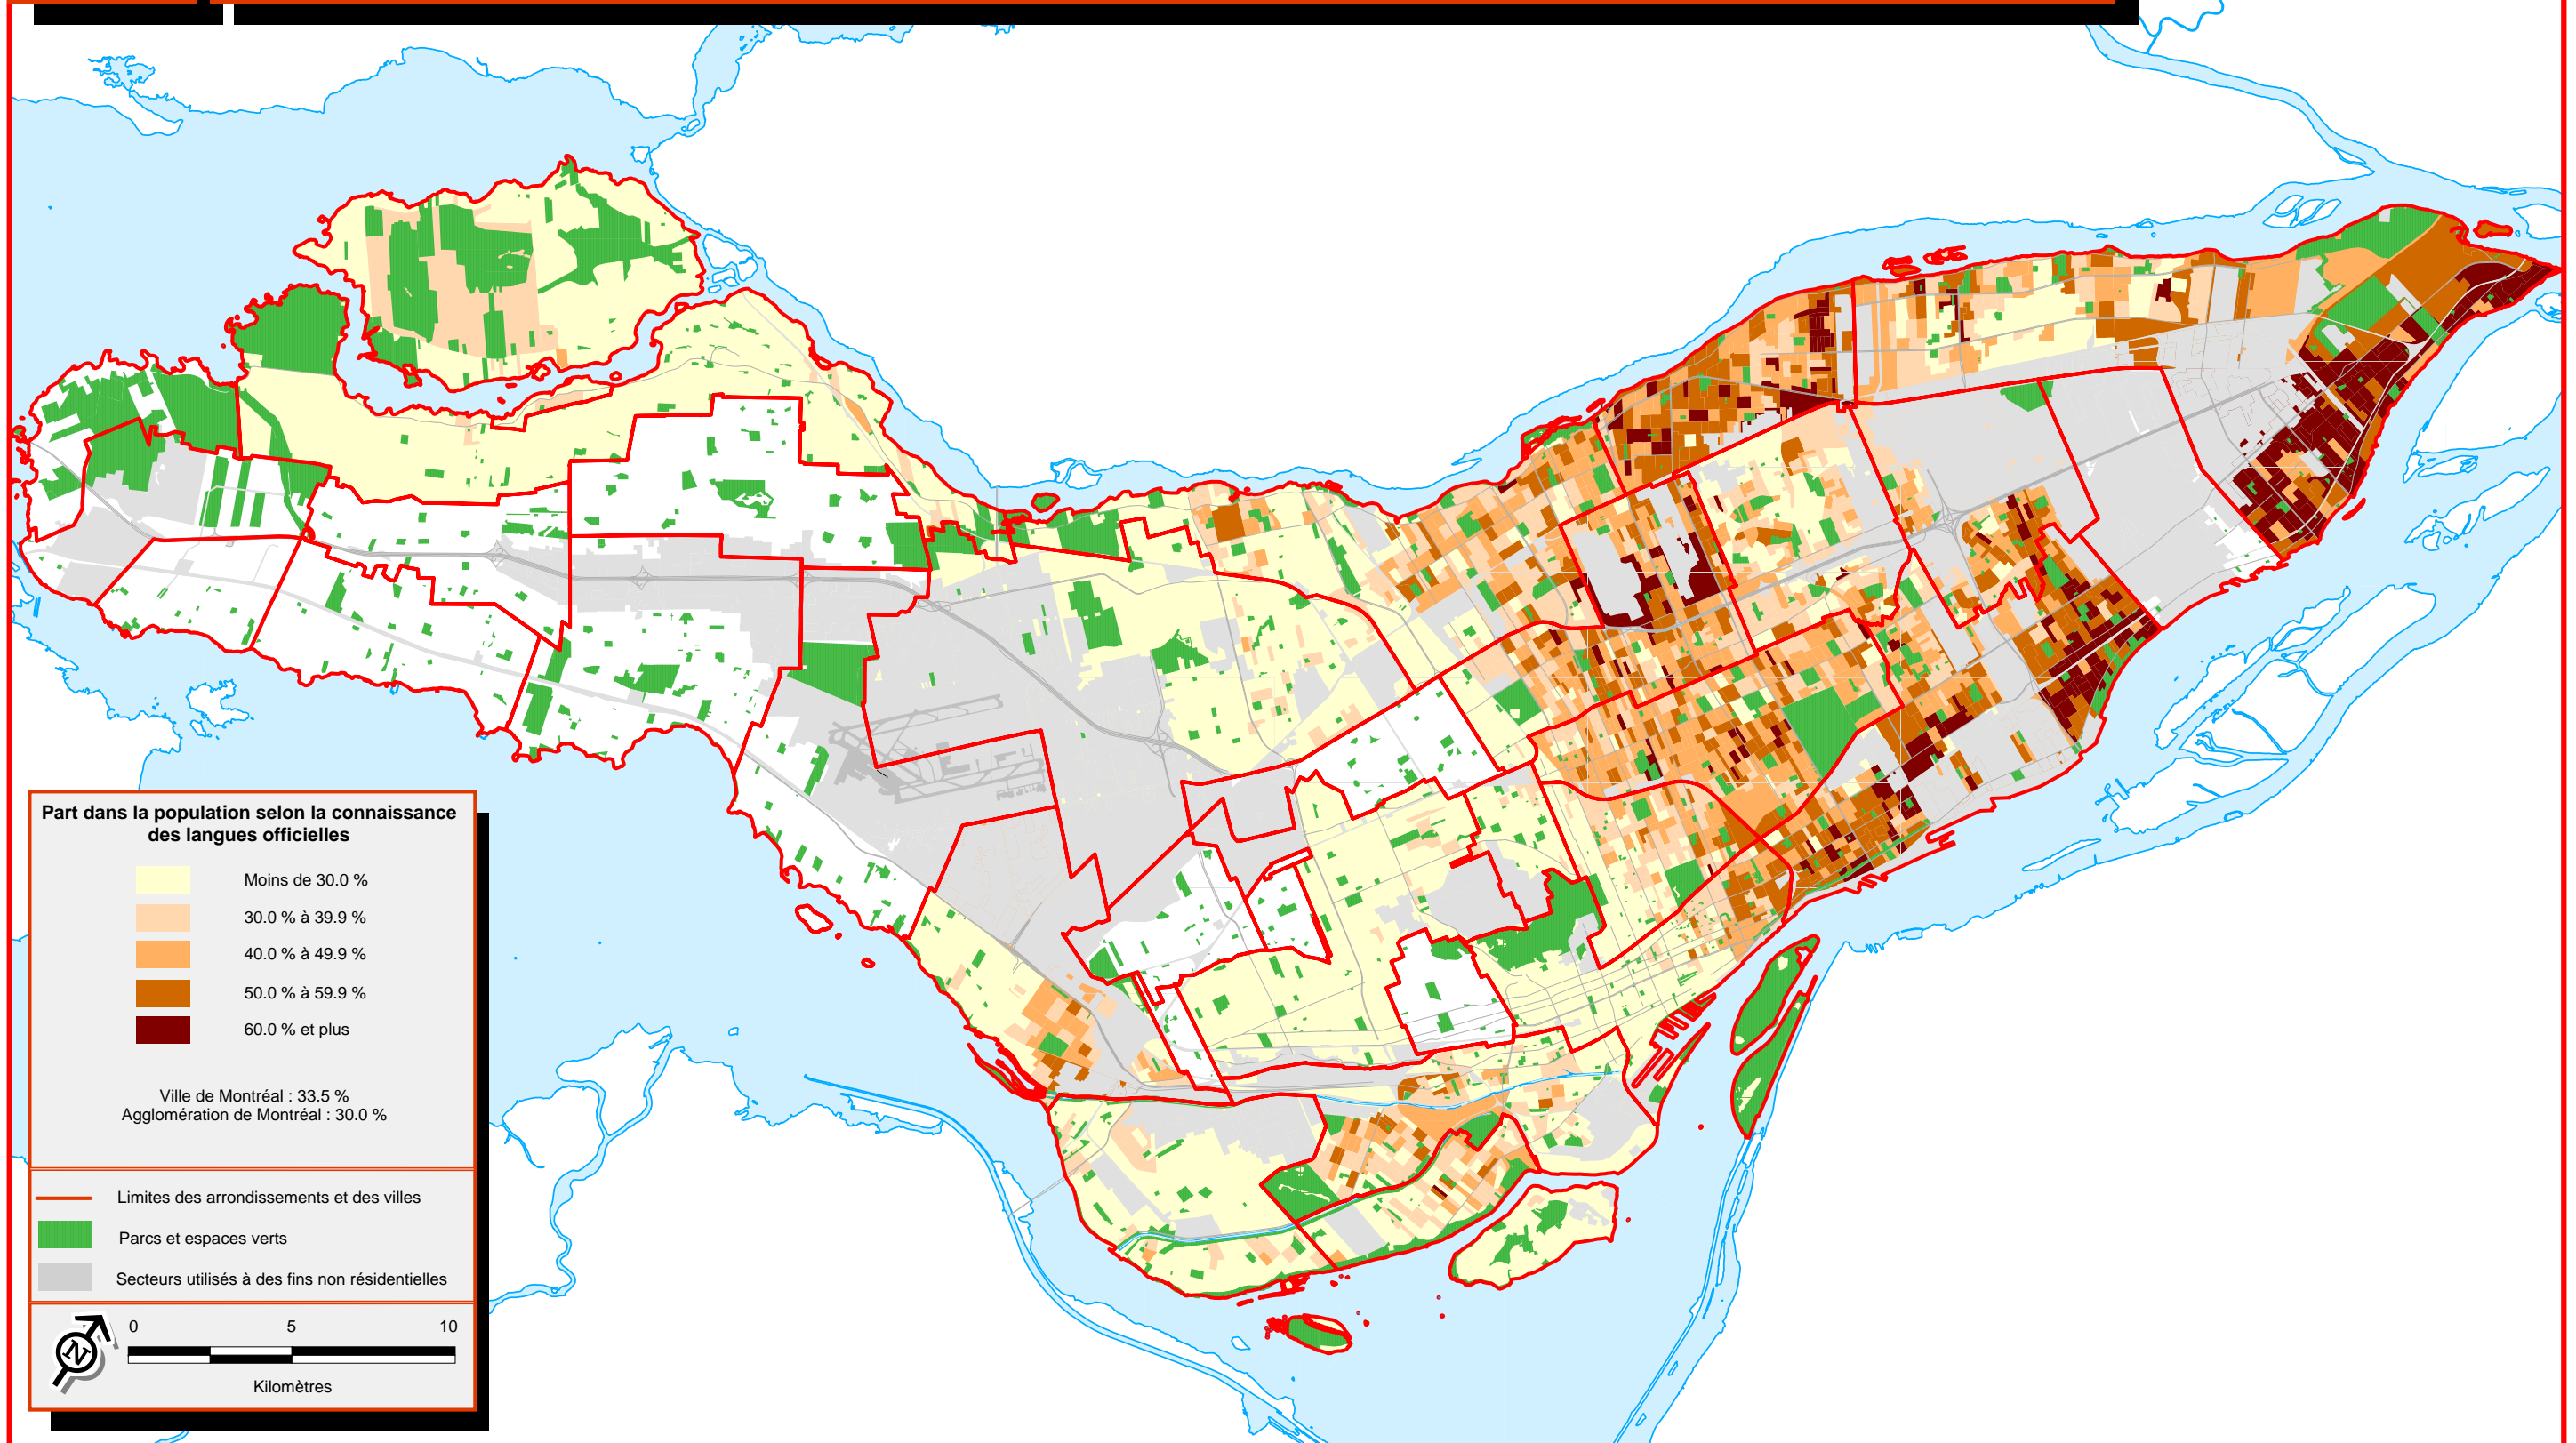 Part dans la population selon la connaissance
des langues officielles
Moins de 30.0 %
30.0 % à 39.9 %
40.0 % à 49.9 %
50.0 % à 59.9 %
60.0 % et plus
Ville de Montréal : 33.5 %
Agglomération de Montréal : 30.0 %
Limites des arrondissements et des villes
Parcs et espaces verts
Secteurs utilisés à des fins non résidentielles
N
0 5 10
Kilomètres